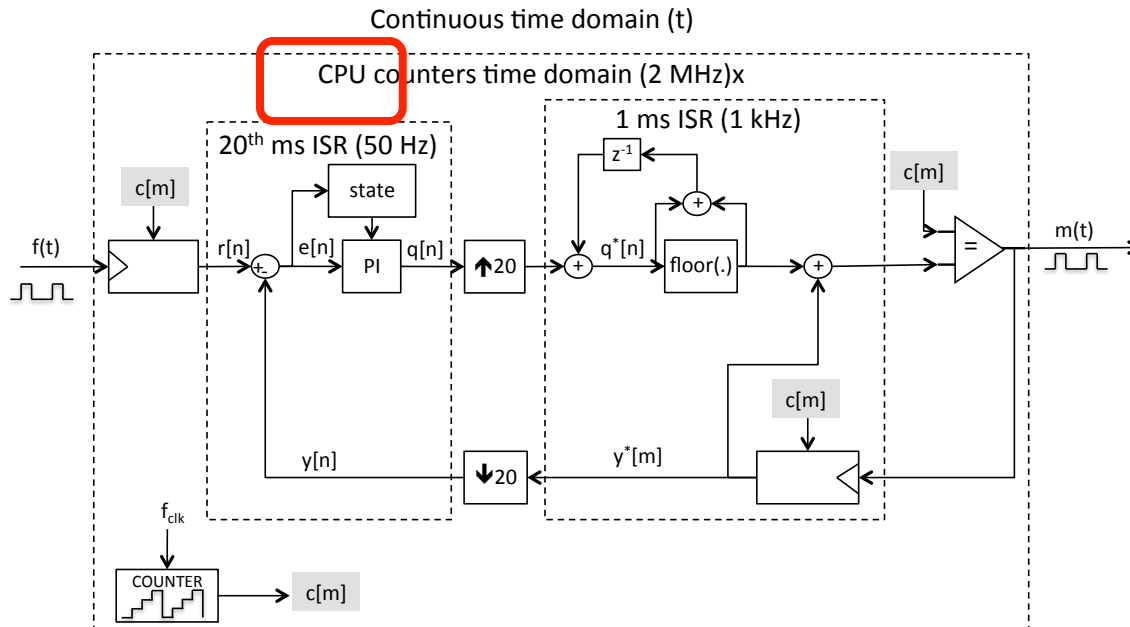 Continuous time domain (t)
CPU counters time domain (2 MHz)x
20th ms ISR (50 Hz)
1 ms ISR (1 kHz)
z-1
c[m]
state
c[m]
+
f(t)
r[n]
+-
e[n]
PI
q[n]
↑20
+
q*[n]
floor(.)
+
=
m(t)
c[m]
y[n]
↓20
y*[m]
fclk
COUNTER
c[m]